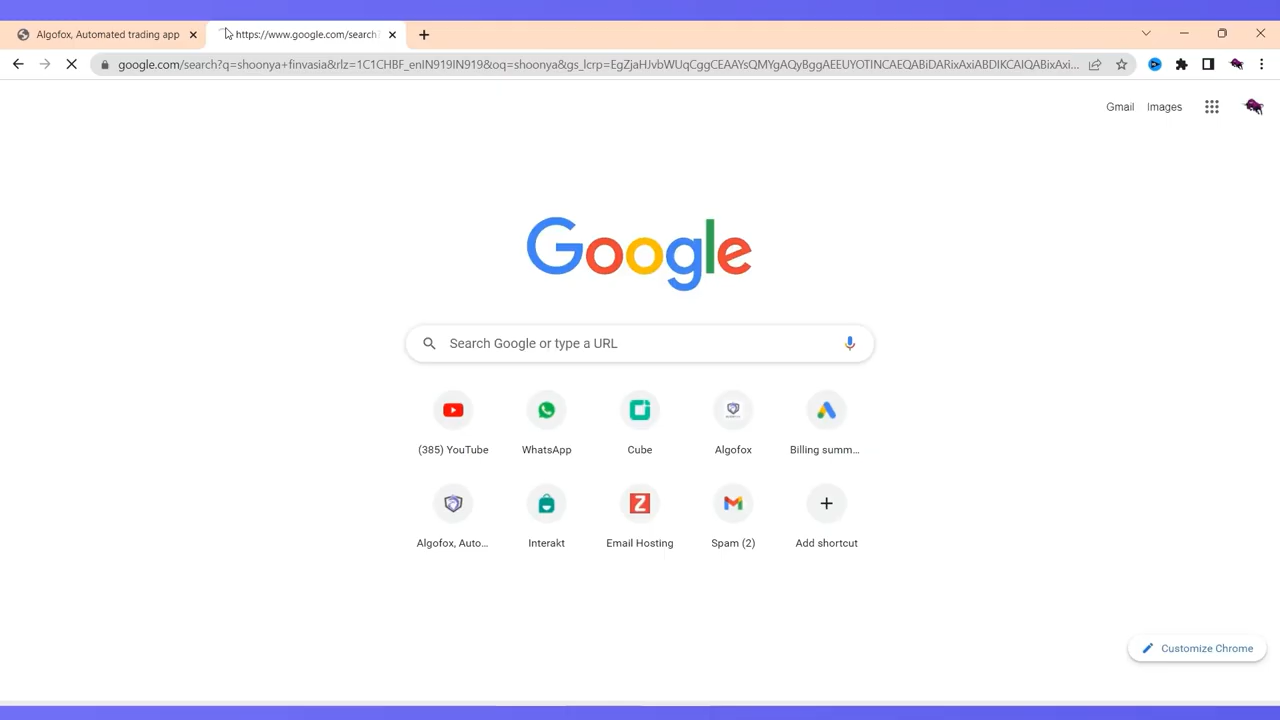 Algofox, Automated trading app
https://www.google.com/search?
google.com/search?q=shoonya+finvasia&rlz=1C1CHBF_enIN919IN919&oq=shoonya&gs_lcrp=EgZjaHJvbWUqCggCEAAYsQMYgAQyBggAEEUYOTINCAEQABiDARixAxiABDIKCAIQABixAxi...
Gmail
Images
Google
Search Google or type a URL
(385) YouTube
WhatsApp
Cube
Algofox
Billing summ...
Algofox, Auto...
Interakt
Email Hosting
Spam (2)
Add shortcut
Customize Chrome